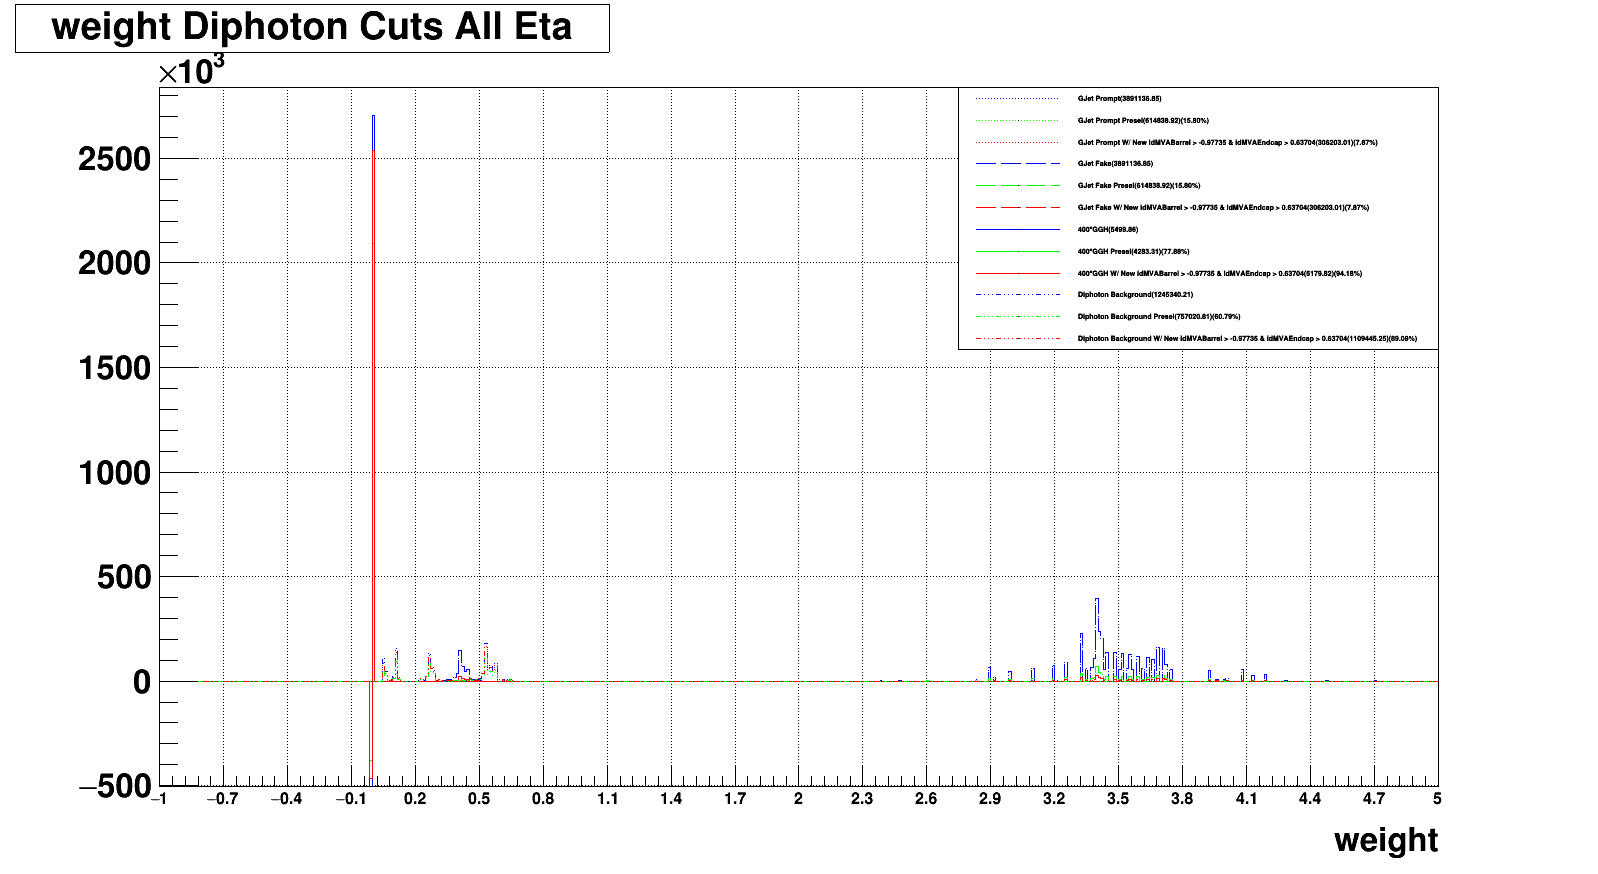 weight Diphoton Cuts All Eta
×10³
GJet Prompt(3891136.85)
GJet Prompt Presel(614838.92)(15.80%)
GJet Prompt W/ New IdMVABarrel > -0.97735 & IdMVAEndcap > 0.63704(306203.01)(7.87%)
GJet Fake(3891136.85)
GJet Fake Presel(614838.92)(15.80%)
GJet Fake W/ New IdMVABarrel > -0.97735 & IdMVAEndcap > 0.63704(306203.01)(7.87%)
400*GGH(5499.86)
400*GGH Presel(4283.31)(77.88%)
400*GGH W/ New IdMVABarrel > -0.97735 & IdMVAEndcap > 0.63704(5179.82)(94.18%)
Diphoton Background(1245340.21)
Diphoton Background Presel(757020.81)(60.79%)
Diphoton Background W/ New IdMVABarrel > -0.97735 & IdMVAEndcap > 0.63704(1109445.25)(89.09%)
2500
2000
1500
1000
500
0
−500
−1 −0.7 −0.4 −0.1 0.2 0.5 0.8 1.1 1.4 1.7 2 2.3 2.6 2.9 3.2 3.5 3.8 4.1 4.4 4.7 5
weight